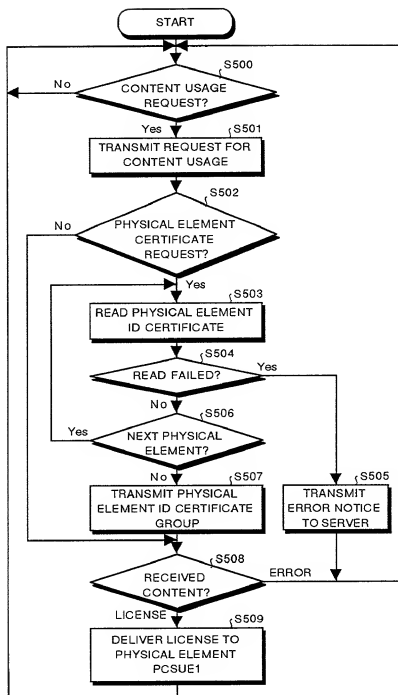 START
S500
No
CONTENT USAGE
REQUEST?
Yes
S501
TRANSMIT REQUEST FOR
CONTENT USAGE
S502
No
PHYSICAL ELEMENT
CERTIFICATE
REQUEST?
Yes
S503
READ PHYSICAL ELEMENT
ID CERTIFICATE
S504
READ FAILED?
Yes
No
S506
Yes
NEXT PHYSICAL
ELEMENT?
No
S507
S505
TRANSMIT PHYSICAL
ELEMENT ID CERTIFICATE
GROUP
TRANSMIT
ERROR NOTICE
TO SERVER
S508
RECEIVED
CONTENT?
ERROR
LICENSE
S509
DELIVER LICENSE TO
PHYSICAL ELEMENT
PCSUE1